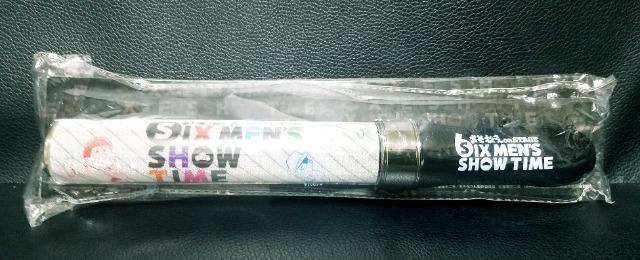 SIX MEN'S
SHOW
TIME
おそ松さん on STAGE
SIX MEN'S
SHOW TIME